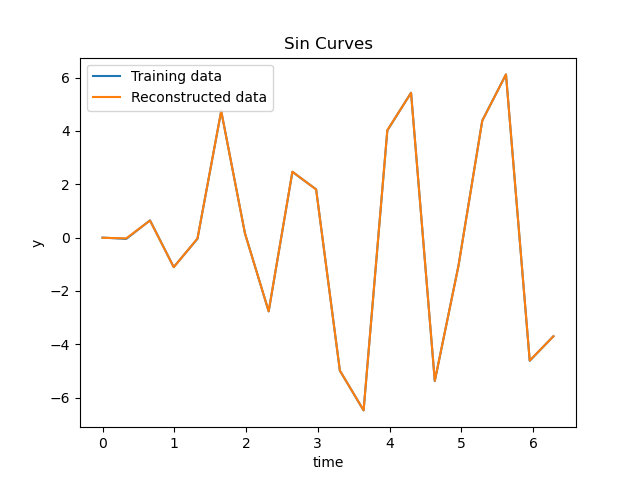 Sin Curves
Training data
Reconstructed data
y
6
4
2
0
−2
−4
−6
0 1 2 3 4 5 6
time